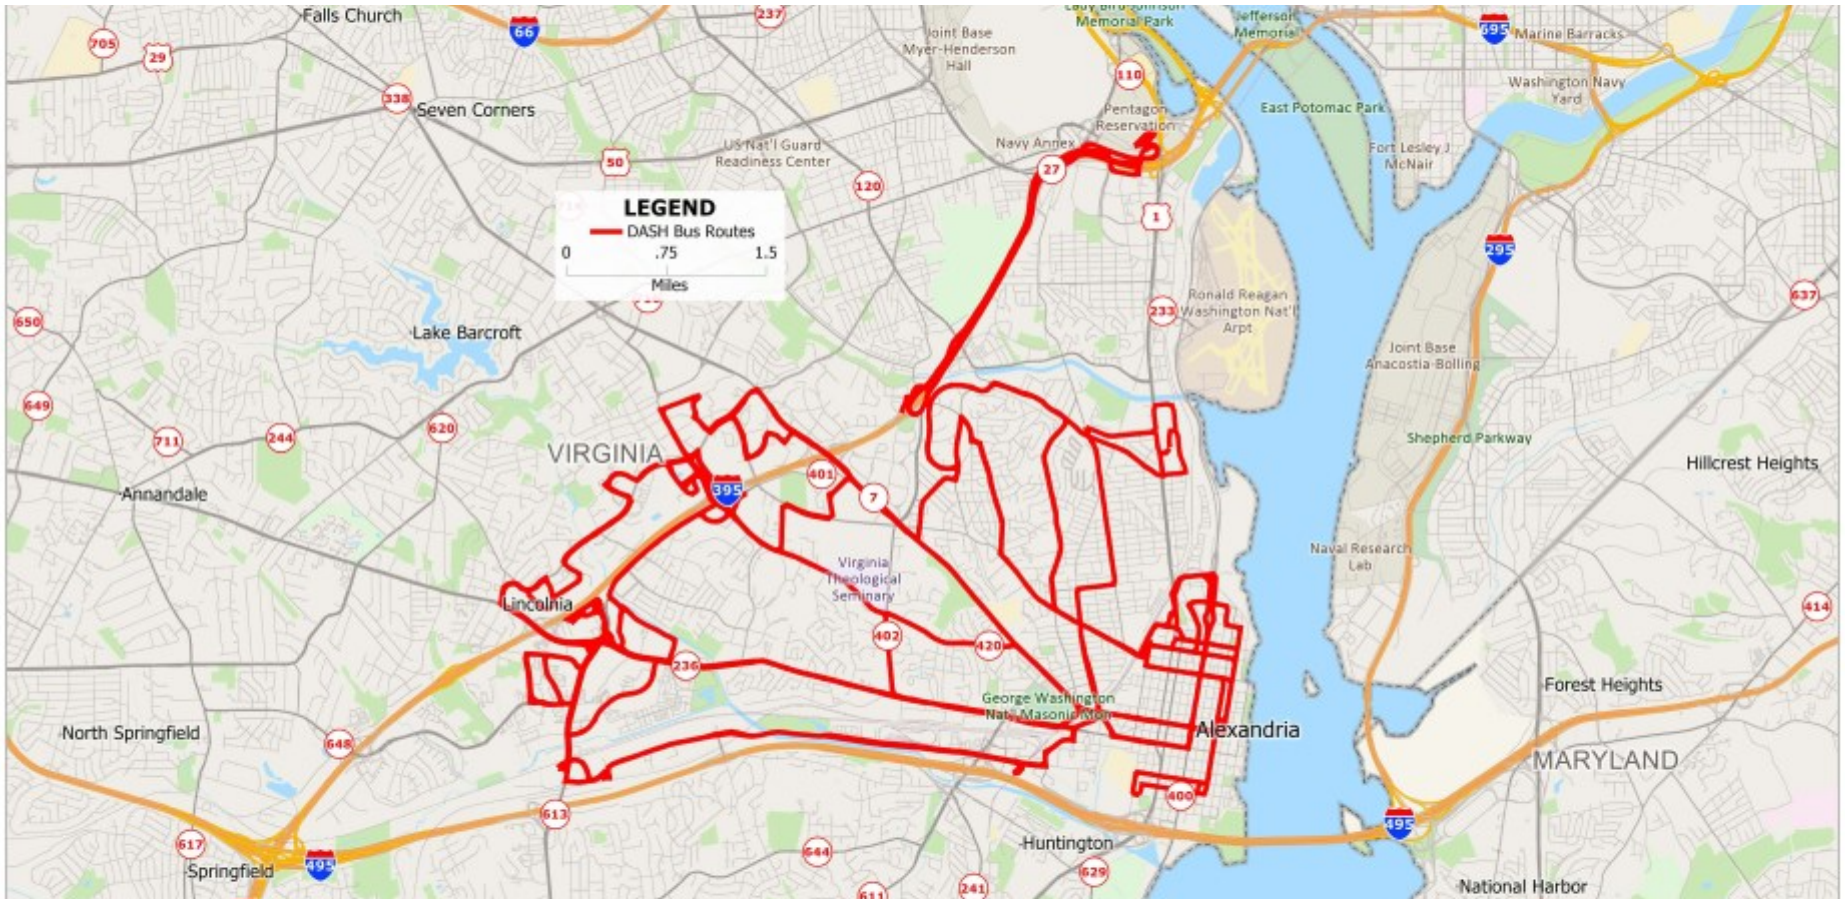 Falls Church
237
Lady Bird Johnson
Memorial Park
Jefferson
Memorial
66
695
Marine Barracks
705
29
Joint Base
Myer-Henderson
Hall
110
Washington Navy
Yard
338
Seven Corners
Pentagon
Reservation
East Potomac Park
US Nat'l Guard
Readiness Center
Navy Annex
Fort Lesley J
McNair
50
27
120
LEGEND
DASH Bus Routes
0 .75 1.5
Miles
1
295
637
650
Lake Barcroft
233
Ronald Reagan
Washington Nat'l
Arpt
Joint Base
Anacostia-Bolling
649
711
244
620
VIRGINIA
Shepherd Parkway
Hillcrest Heights
Annandale
401
395
7
Virginia
Theological
Seminary
Naval Research
Lab
Lincolnia
414
402
420
236
George Washington
Nat'l Masonic Mon
Forest Heights
North Springfield
648
Alexandria
MARYLAND
400
613
495
617
Springfield
495
644
Huntington
629
611
241
National Harbor